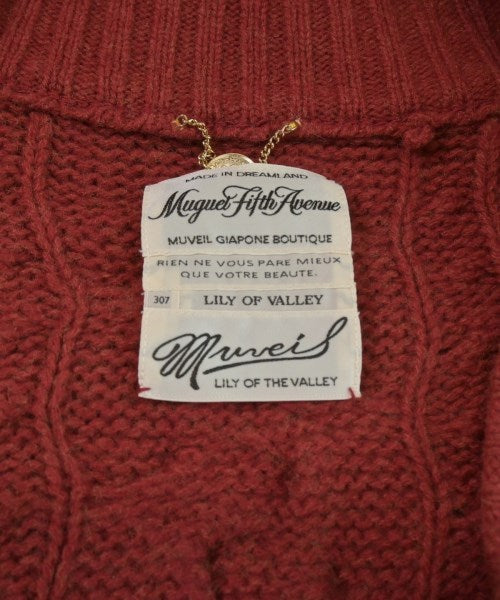 MADE IN DREAMLAND
Muguet Fifth Avenue
MUVEIL GIAPONE BOUTIQUE
RIEN NE VOUS PARE MIEUX
QUE VOTRE BEAUTE.
307 LILY OF VALLEY
Muveil
LILY OF THE VALLEY